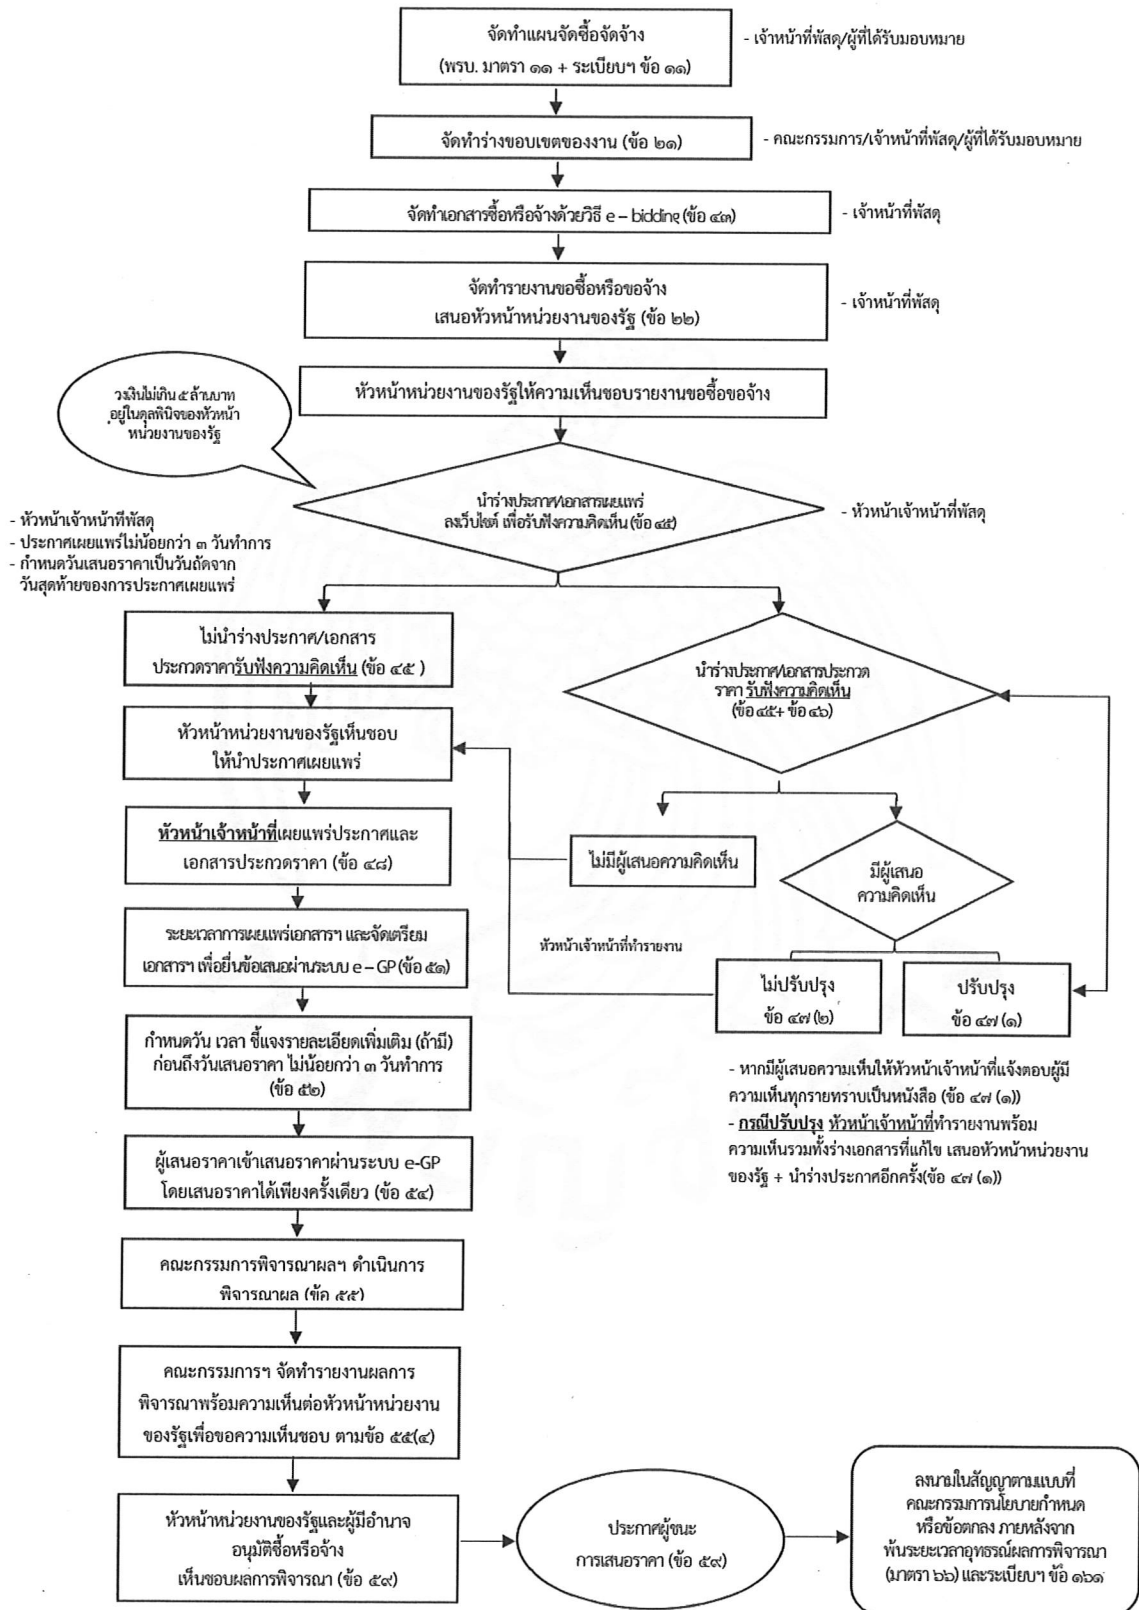 จัดทำแผนจัดซื้อจัดจ้าง
(พรบ. มาตรา ๑๑ + ระเบียบฯ ข้อ ๑๑)
- เจ้าหน้าที่พัสดุ/ผู้ที่ได้รับมอบหมาย
จัดทำร่างขอบเขตของงาน (ข้อ ๒๑)
- คณะกรรมการ/เจ้าหน้าที่พัสดุ/ผู้ที่ได้รับมอบหมาย
จัดทำเอกสารซื้อหรือจ้างด้วยวิธี e – bidding (ข้อ ๔๓)
- เจ้าหน้าที่พัสดุ
จัดทำรายงานขอซื้อหรือขอจ้าง
เสนอหัวหน้าหน่วยงานของรัฐ (ข้อ ๒๒)
- เจ้าหน้าที่พัสดุ
หัวหน้าหน่วยงานของรัฐให้ความเห็นชอบรายงานขอซื้อขอจ้าง
วงเงินไม่เกิน ๕ ล้านบาท
อยู่ในดุลพินิจของหัวหน้า
หน่วยงานของรัฐ
นำร่างประกาศ/เอกสารเผยแพร่
ลงเว็บไซต์ เพื่อรับฟังความคิดเห็น (ข้อ ๔๕)
- หัวหน้าเจ้าหน้าที่พัสดุ
- หัวหน้าเจ้าหน้าที่พัสดุ
- ประกาศเผยแพร่ไม่น้อยกว่า ๓ วันทำการ
- กำหนดวันเสนอราคาเป็นวันถัดจาก
วันสุดท้ายของการประกาศเผยแพร่
ไม่นำร่างประกาศ/เอกสาร
ประกวดราคารับฟังความคิดเห็น (ข้อ ๔๕ )
นำร่างประกาศ/เอกสารประกวด
ราคา รับฟังความคิดเห็น
(ข้อ ๔๕+ ข้อ ๔๖)
หัวหน้าหน่วยงานของรัฐเห็นชอบ
ให้นำประกาศเผยแพร่
หัวหน้าเจ้าหน้าที่เผยแพร่ประกาศและ
เอกสารประกวดราคา (ข้อ ๔๘)
ไม่มีผู้เสนอความคิดเห็น
มีผู้เสนอ
ความคิดเห็น
ระยะเวลาการเผยแพร่เอกสารฯ และจัดเตรียม
เอกสารฯ เพื่อยื่นข้อเสนอผ่านระบบ e – GP (ข้อ ๕๑)
หัวหน้าเจ้าหน้าที่ทำรายงาน
ไม่ปรับปรุง
ข้อ ๔๗ (๒)
ปรับปรุง
ข้อ ๔๗ (๑)
กำหนดวัน เวลา ชี้แจงรายละเอียดเพิ่มเติม (ถ้ามี)
ก่อนถึงวันเสนอราคา ไม่น้อยกว่า ๓ วันทำการ
(ข้อ ๕๒)
- หากมีผู้เสนอความเห็นให้หัวหน้าเจ้าหน้าที่แจ้งตอบผู้มี
ความเห็นทุกรายทราบเป็นหนังสือ (ข้อ ๔๗ (๑))
- กรณีปรับปรุง หัวหน้าเจ้าหน้าที่ทำรายงานพร้อม
ความเห็นรวมทั้งร่างเอกสารที่แก้ไข เสนอหัวหน้าหน่วยงาน
ของรัฐ + นำร่างประกาศอีกครั้ง(ข้อ ๔๗ (๑))
ผู้เสนอราคาเข้าเสนอราคาผ่านระบบ e-GP
โดยเสนอราคาได้เพียงครั้งเดียว (ข้อ ๕๔)
คณะกรรมการพิจารณาผลฯ ดำเนินการ
พิจารณาผล (ข้อ ๕๕)
คณะกรรมการฯ จัดทำรายงานผลการ
พิจารณาพร้อมความเห็นต่อหัวหน้าหน่วยงาน
ของรัฐเพื่อขอความเห็นชอบ ตามข้อ ๕๕(๔)
หัวหน้าหน่วยงานของรัฐและผู้มีอำนาจ
อนุมัติซื้อหรือจ้าง
เห็นชอบผลการพิจารณา (ข้อ ๕๙)
ประกาศผู้ชนะ
การเสนอราคา (ข้อ ๕๙)
ลงนามในสัญญาตามแบบที่
คณะกรรมการนโยบายกำหนด
หรือข้อตกลง ภายหลังจาก
พ้นระยะเวลาอุทธรณ์ผลการพิจารณา
(มาตรา ๖๖) และระเบียบฯ ข้อ ๑๖๑